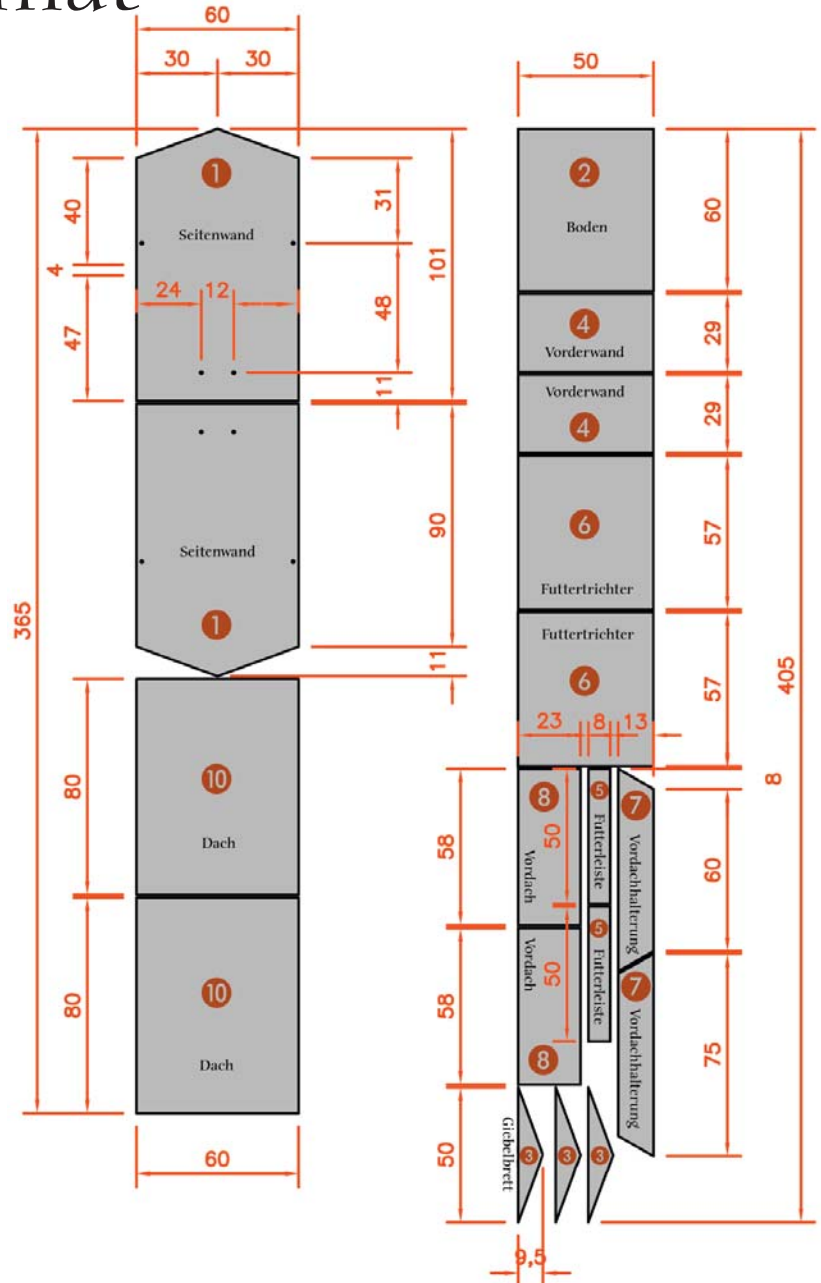 60
30 30
365
40
4
47
1
Seitenwand
24 12
31
48
11
101
Seitenwand
1
90
11
80
10
Dach
80
10
Dach
60
50
2
Boden
60
4
Vorderwand
29
Vorderwand
4
29
6
Futtertrichter
57
Futtertrichter
6
57
23 8 13
405
8
58
8
Vordach
50
5
Futterleiste
7
Vordachhalterung
60
58
Vordach
8
50
5
Futterleiste
7
Vordachhalterung
75
50
Giebelbrett
3 3 3
9,5